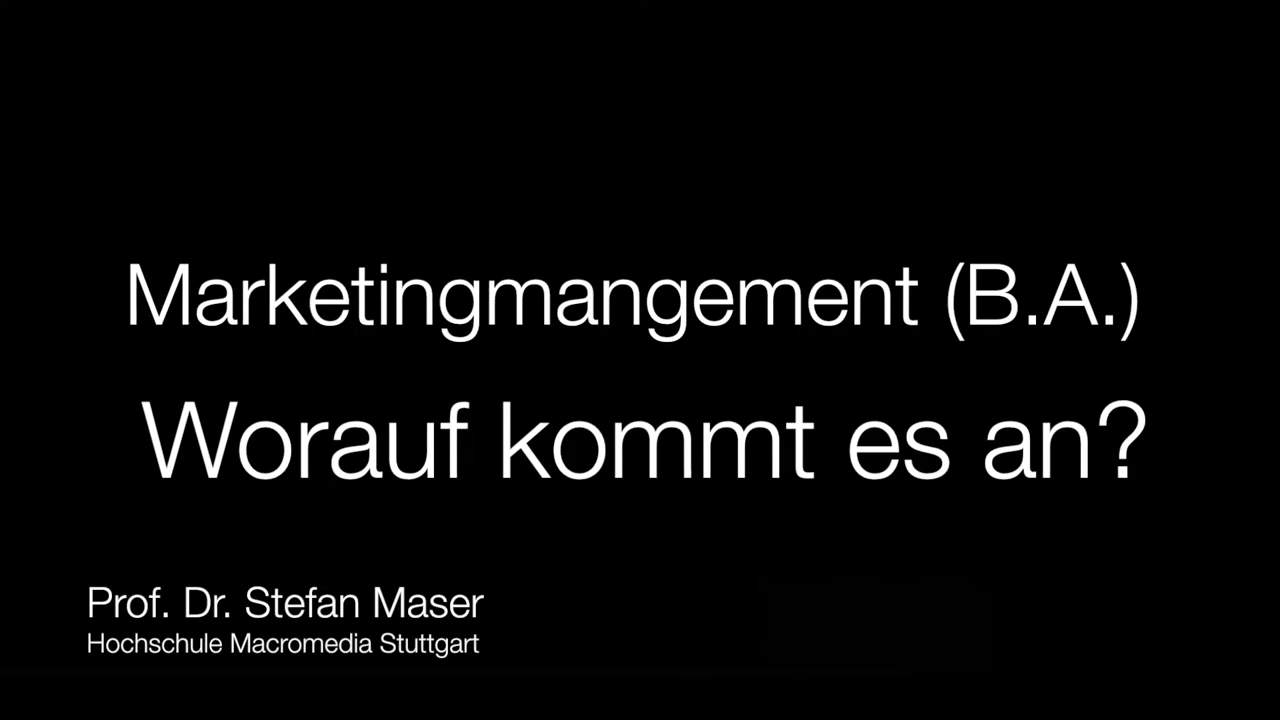 Marketingmangement (B.A.)
Worauf kommt es an?
Prof. Dr. Stefan Maser
Hochschule Macromedia Stuttgart